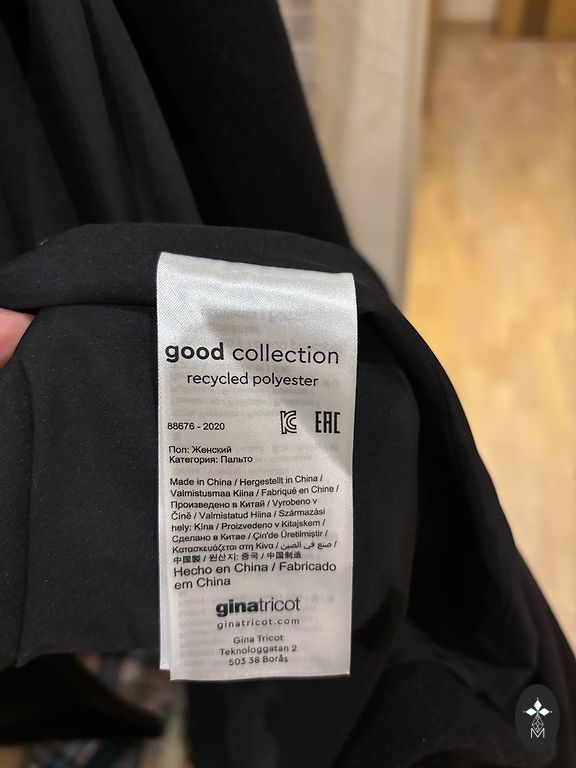 good collection
recycled polyester
88676 - 2020
EAC
Пол: Женский
Категория: Пальто
Made in China / Hergestellt in China /
Valmistusmaa Kiina / Fabriqué en Chine /
Произведено в Китай / Vyrobeno v
Číně / Valmistatud Hiina / Származási
hely: Kína / Proizvedeno v Kitajskem /
Сделано в Китае / Çin'de Üretilmiştir /
Κατασκευάζεται στη Κίνα / صنع في الصين /
中國製 / 원산지: 중국 / 中国制造
Hecho en China / Fabricado
em China
ginatricot
ginatricot.com
Gina Tricot
Teknologgatan 2
503 38 Borås